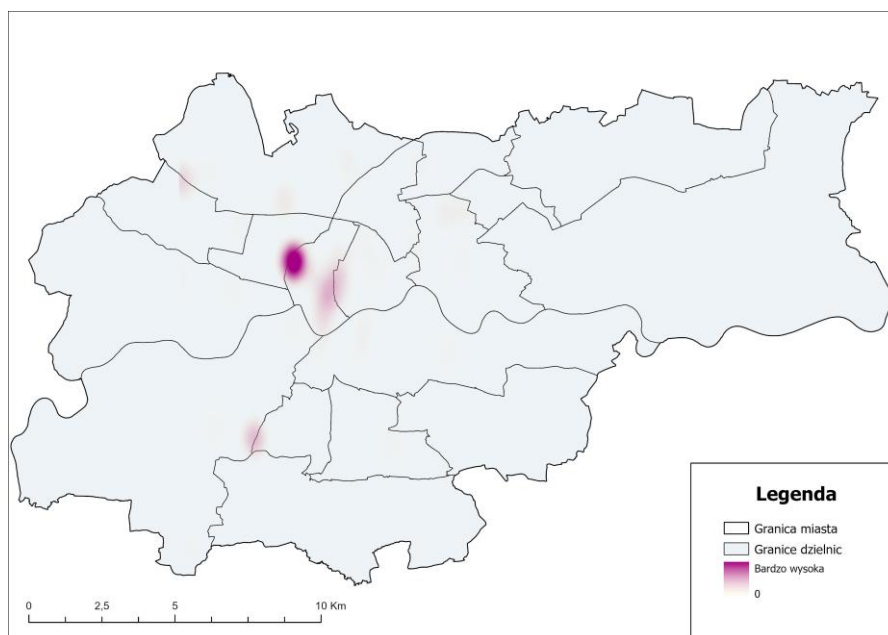 Legenda
Granica miasta
Granice dzielnic
Bardzo wysoka
0
0 2,5 5 10 Km